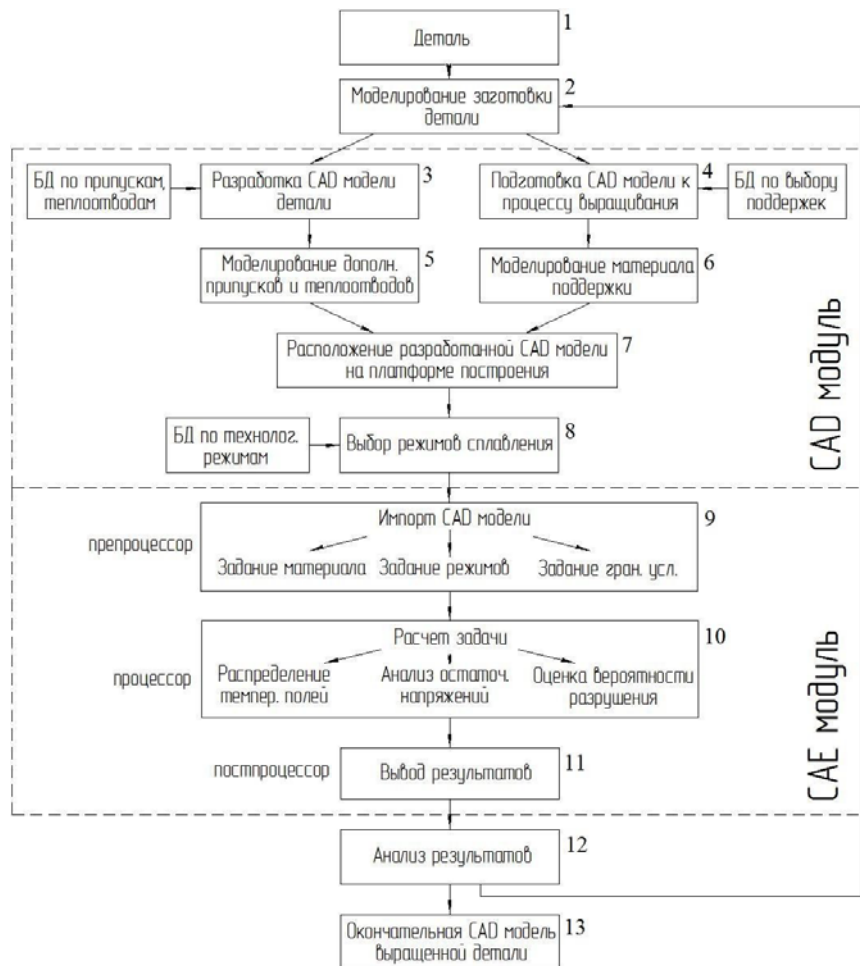 Деталь
1
Моделирование заготовки
детали
2
БД по припускам,
теплоотводам
Разработка CAD модели
детали
3
Подготовка CAD модели к
процессу выращивания
4
БД по выбору
поддержек
Моделирование дополн.
припусков и теплоотводов
5
Моделирование материала
поддержки
6
Расположение разработанной CAD модели
на платформе построения
7
БД по технолог.
режимам
Выбор режимов сплавления
8
CAD модуль
препроцессор
Импорт CAD модели
9
Задание материала
Задание режимов
Задание гран. усл.
процессор
Расчет задачи
10
Распределение
темпер. полей
Анализ остаточ.
напряжений
Оценка вероятности
разрушения
постпроцессор
Вывод результатов
11
CAE модуль
Анализ результатов
12
Окончательная CAD модель
выращенной детали
13